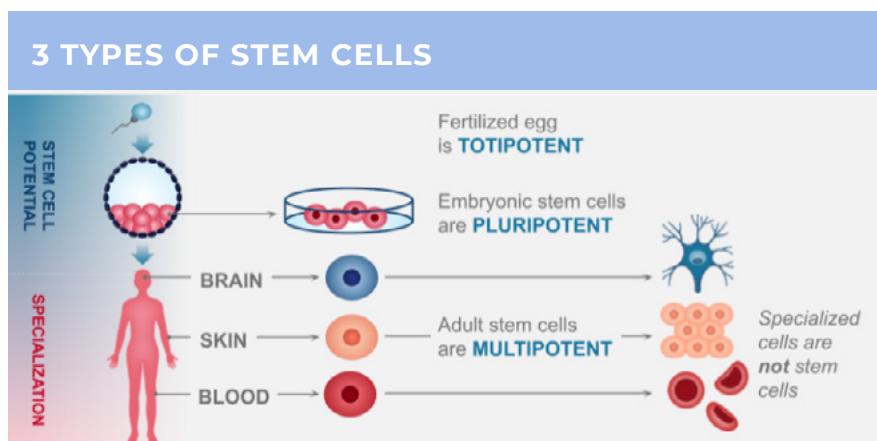 3 TYPES OF STEM CELLS
STEM CELL
POTENTIAL
SPECIALIZATION
Fertilized egg
is TOTIPOTENT
Embryonic stem cells
are PLURIPOTENT
BRAIN
SKIN
Adult stem cells
are MULTIPOTENT
BLOOD
Specialized
cells are
not stem
cells